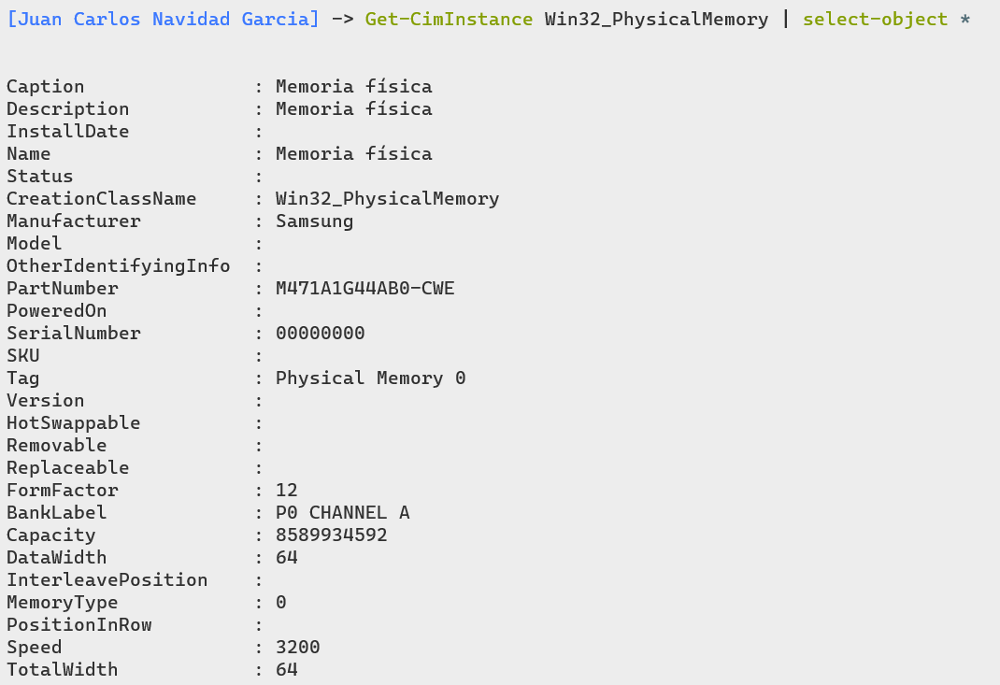 [Juan Carlos Navidad Garcia] -> Get-CimInstance Win32_PhysicalMemory | select-object *
Caption : Memoria física
Description : Memoria física
InstallDate :
Name : Memoria física
Status :
CreationClassName : Win32_PhysicalMemory
Manufacturer : Samsung
Model :
OtherIdentifyingInfo :
PartNumber : M471A1G44AB0-CWE
PoweredOn :
SerialNumber : 00000000
SKU :
Tag : Physical Memory 0
Version :
HotSwappable :
Removable :
Replaceable :
FormFactor : 12
BankLabel : P0 CHANNEL A
Capacity : 8589934592
DataWidth : 64
InterleavePosition :
MemoryType : 0
PositionInRow :
Speed : 3200
TotalWidth : 64